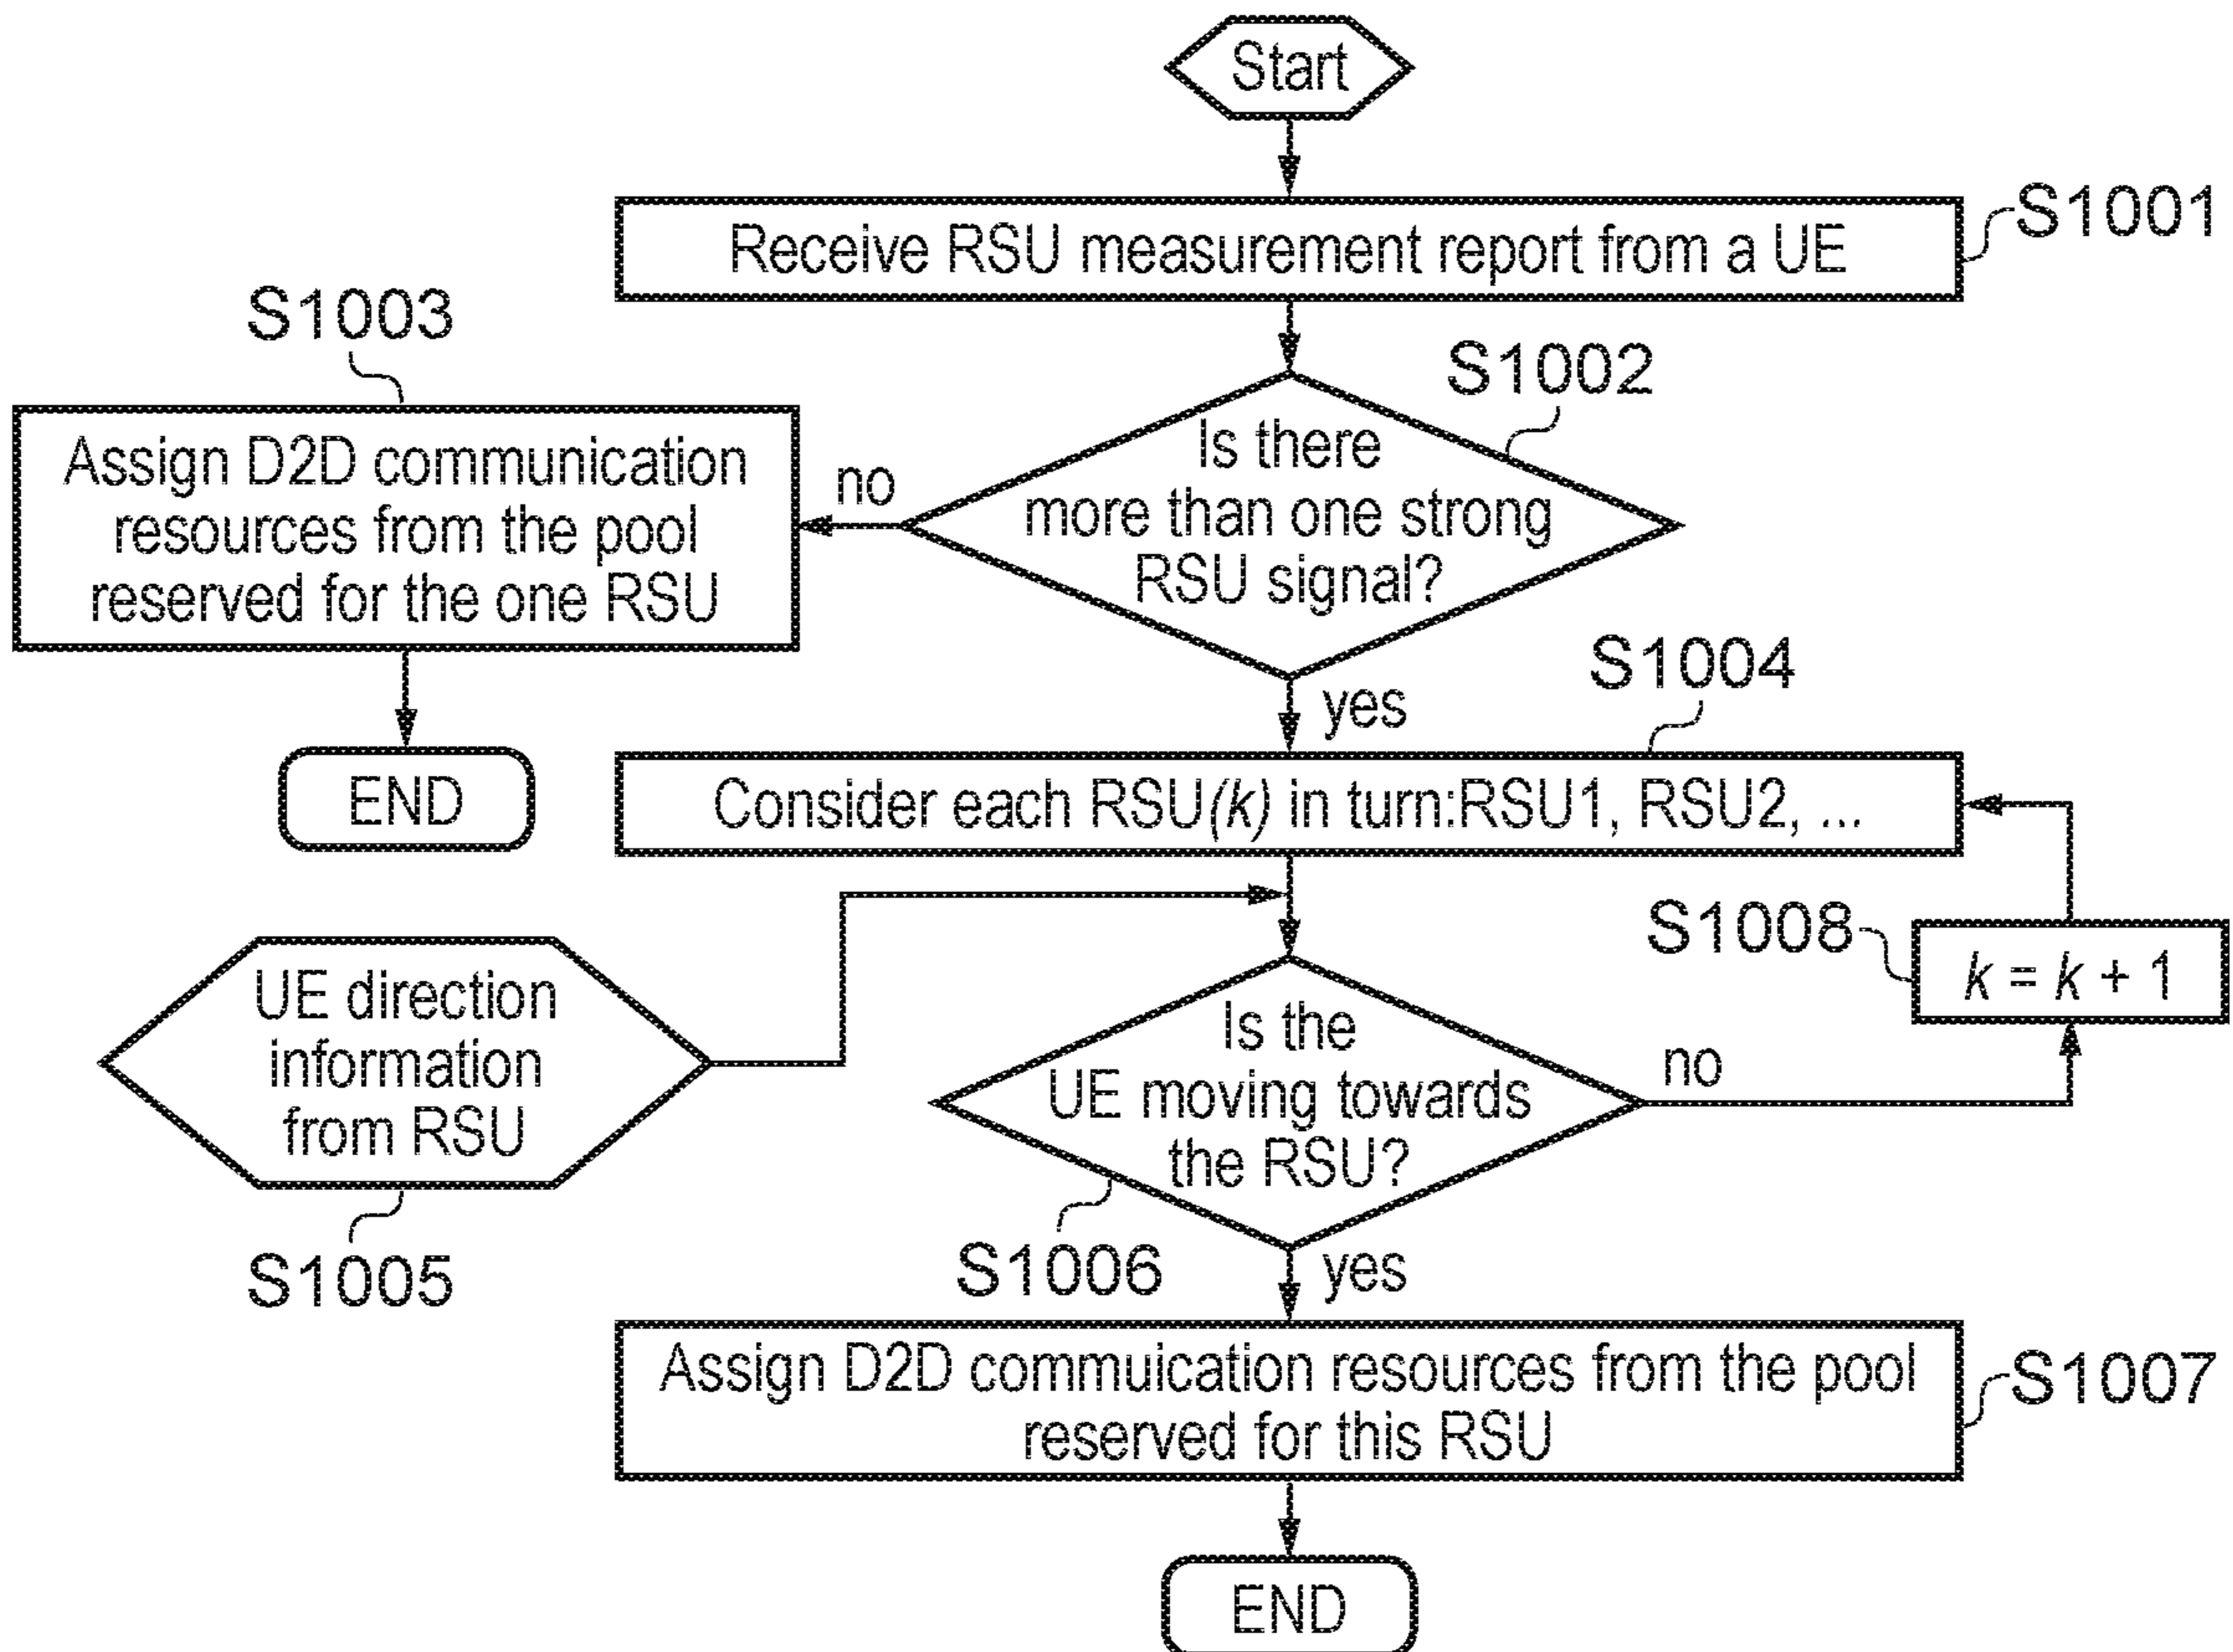 Start
Receive RSU measurement report from a UE
S1001
S1003
S1002
Assign D2D communication
resources from the pool
reserved for the one RSU
no
Is there
more than one strong
RSU signal?
yes
S1004
END
Consider each RSU(k) in turn:RSU1, RSU2, ...
S1008
k = k + 1
UE direction
information
from RSU
S1005
Is the
UE moving towards
the RSU?
no
S1006
yes
Assign D2D commuication resources from the pool
reserved for this RSU
S1007
END